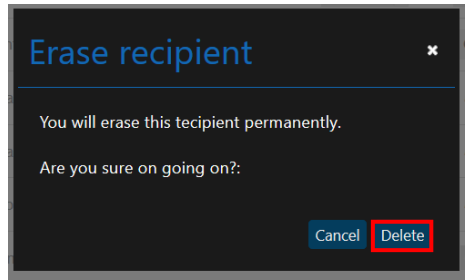 Erase recipient
×
You will erase this tecipient permanently.
Are you sure on going on?:
Cancel Delete